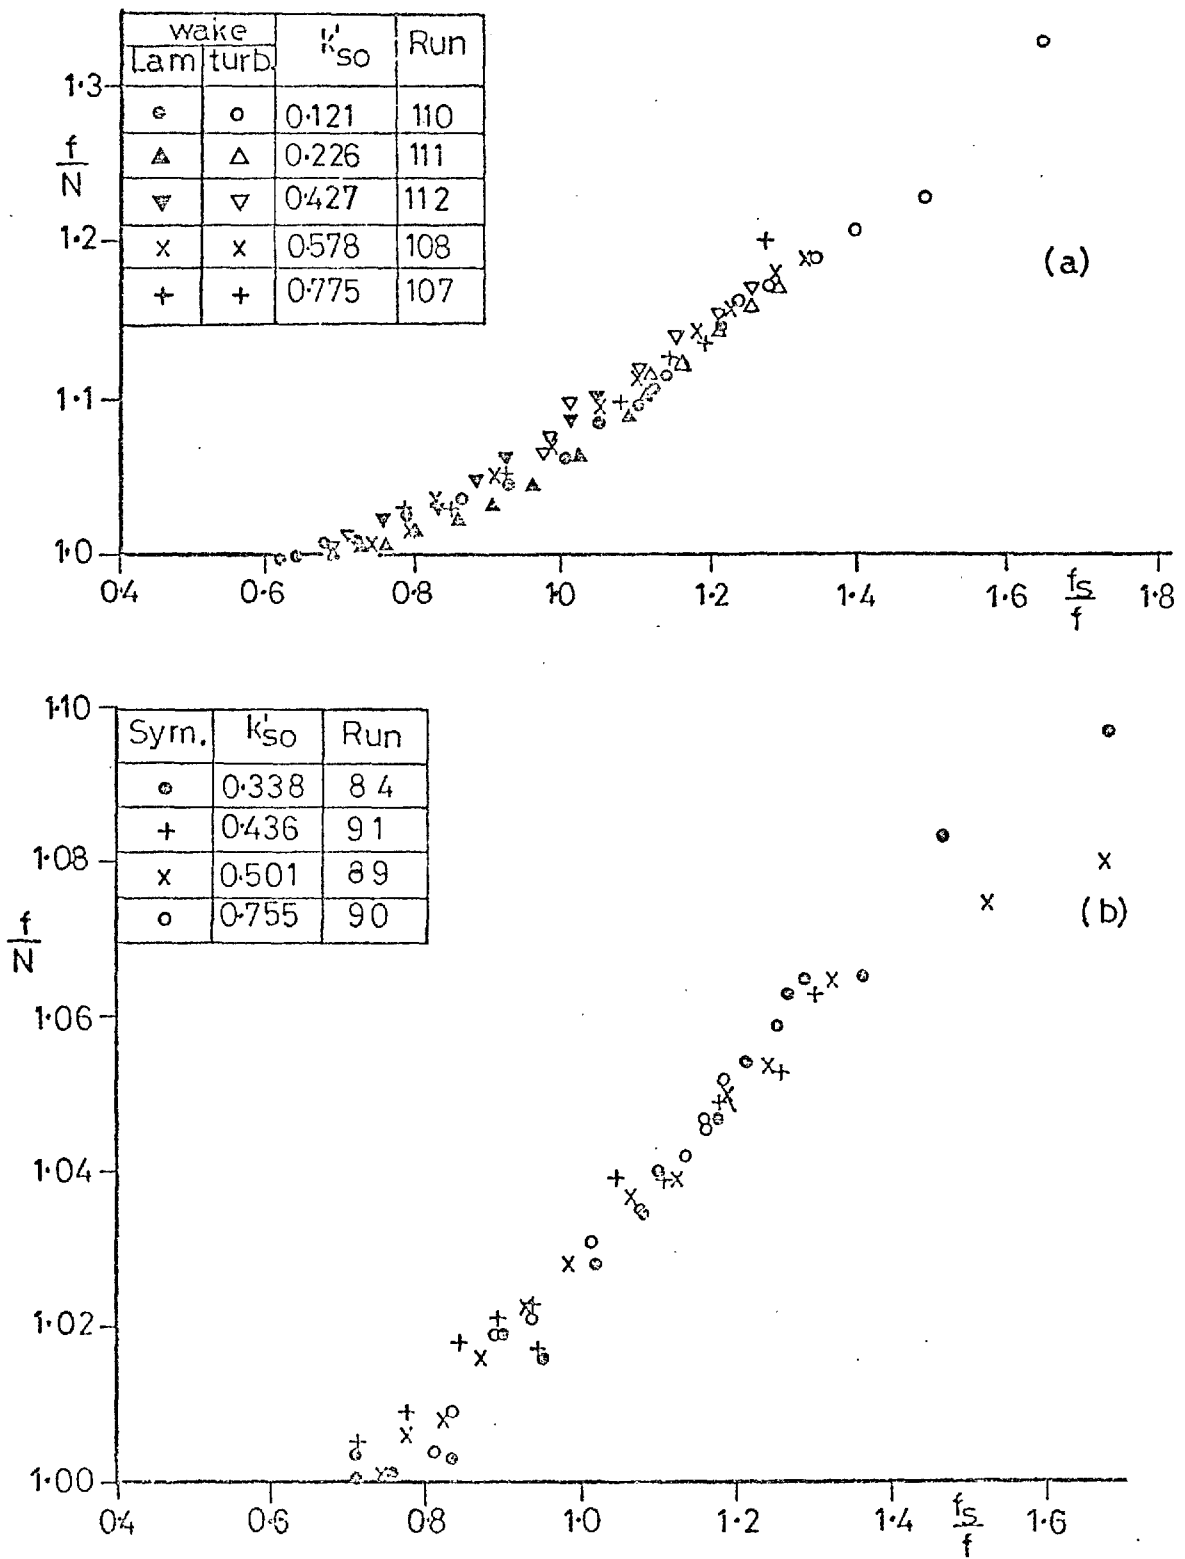 wake k'so Run
Lam turb.
0·121 110
0·226 111
0·427 112
0·578 108
0·775 107
f/N
1·3
1·2
1·1
1·0
(a)
0·4 0·6 0·8 1·0 1·2 1·4 1·6 fs/f 1·8
Sym. k'so Run
0·338 84
0·436 91
0·501 89
0·755 90
f/N
1·10
1·08
1·06
1·04
1·02
1·00
(b)
0·4 0·6 0·8 1·0 1·2 1·4 fs/f 1·6